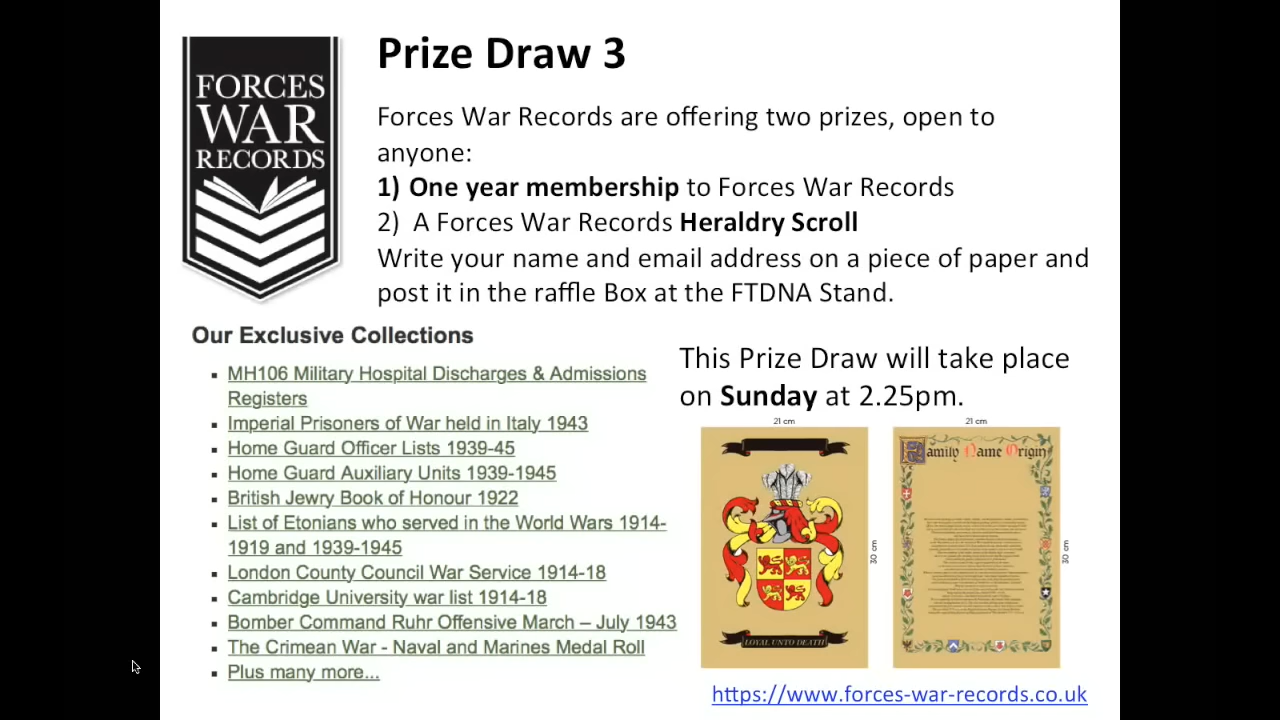 FORCES
WAR
RECORDS
Prize Draw 3
Forces War Records are offering two prizes, open to
anyone:
1) One year membership to Forces War Records
2) A Forces War Records Heraldry Scroll
Write your name and email address on a piece of paper and
post it in the raffle Box at the FTDNA Stand.
Our Exclusive Collections
▪ MH106 Military Hospital Discharges & Admissions
Registers
▪ Imperial Prisoners of War held in Italy 1943
▪ Home Guard Officer Lists 1939-45
▪ Home Guard Auxiliary Units 1939-1945
▪ British Jewry Book of Honour 1922
▪ List of Etonians who served in the World Wars 1914-
1919 and 1939-1945
▪ London County Council War Service 1914-18
▪ Cambridge University war list 1914-18
▪ Bomber Command Ruhr Offensive March – July 1943
▪ The Crimean War - Naval and Marines Medal Roll
▪ Plus many more...
This Prize Draw will take place
on Sunday at 2.25pm.
21 cm
21 cm
Family Name Origin
30 cm
30 cm
LOYAL UNTO DEATH
https://www.forces-war-records.co.uk